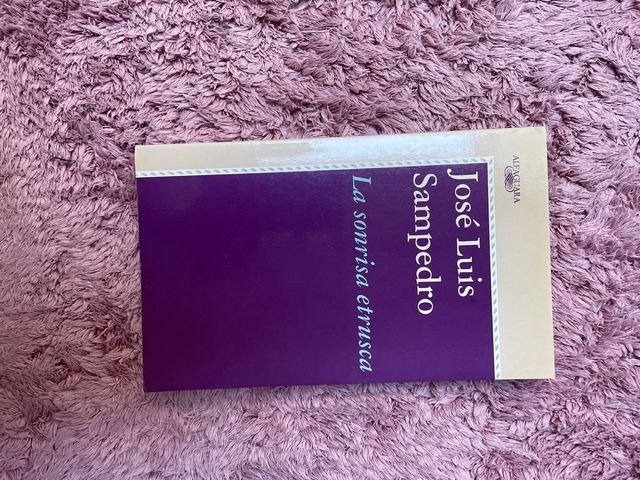 ALFAGUARA
José Luis
Sampedro
La sonrisa etrusca